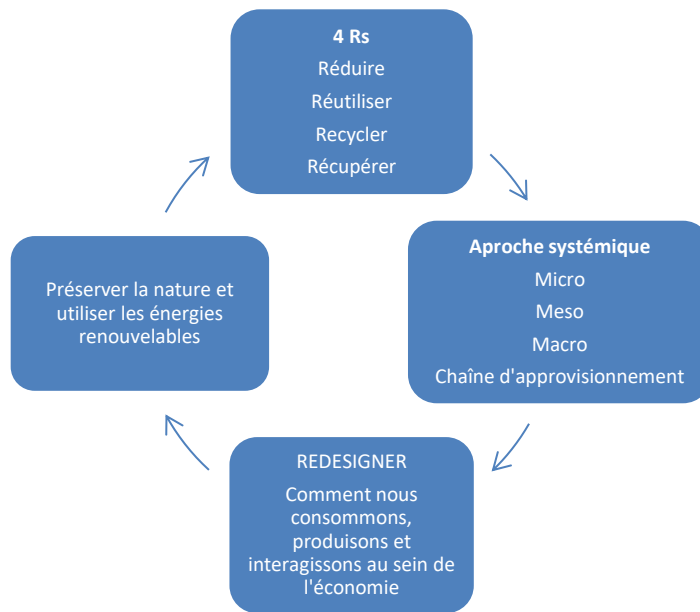 4 Rs
Réduire
Réutiliser
Recycler
Récupérer
Aproche systémique
Micro
Meso
Macro
Chaîne d'approvisionnement
REDESIGNER
Comment nous
consommons,
produisons et
interagissons au sein de
l'économie
Préserver la nature et
utiliser les énergies
renouvelables